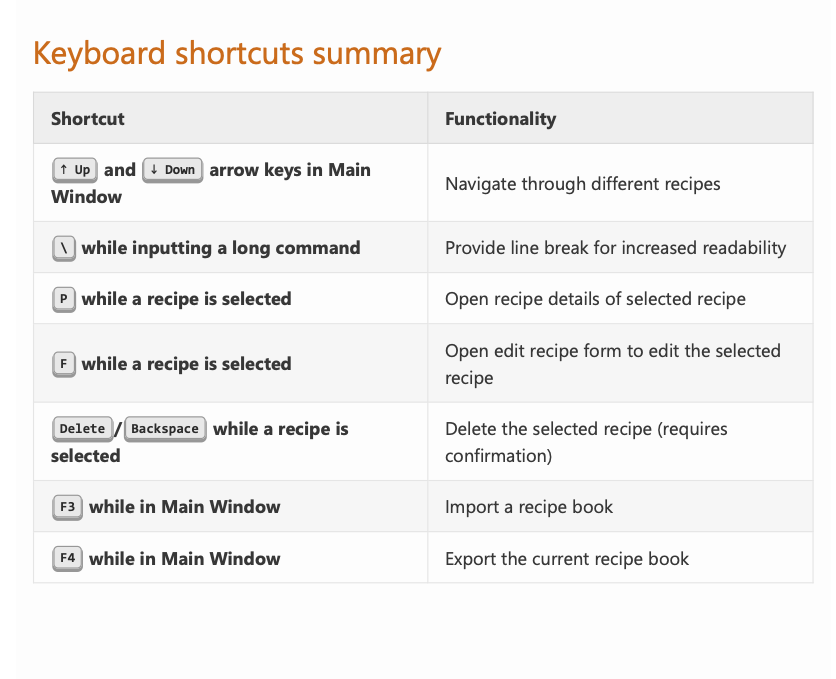 Keyboard shortcuts summary
Shortcut Functionality
↑ Up and ↓ Down arrow keys in Main
Window
Navigate through different recipes
\ while inputting a long command Provide line break for increased readability
P while a recipe is selected Open recipe details of selected recipe
F while a recipe is selected
Open edit recipe form to edit the selected
recipe
Delete/Backspace while a recipe is
selected
Delete the selected recipe (requires
confirmation)
F3 while in Main Window Import a recipe book
F4 while in Main Window Export the current recipe book